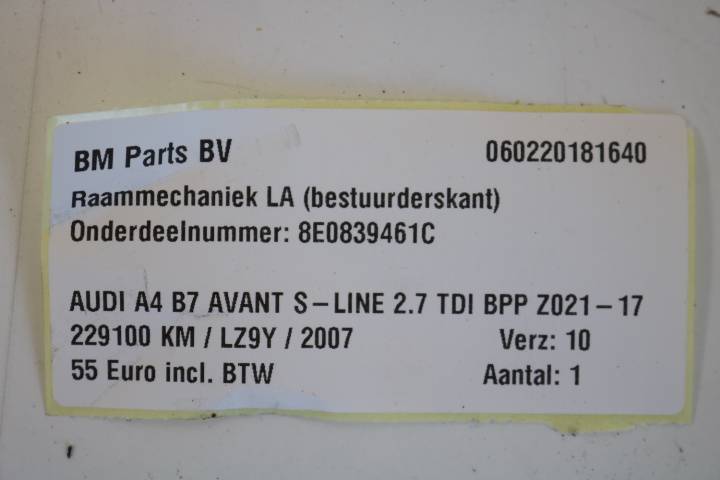 BM Parts BV 060220181640
Raammechaniek LA (bestuurderskant)
Onderdeelnummer: 8E0839461C
AUDI A4 B7 AVANT S-LINE 2.7 TDI BPP Z021-17
229100 KM / LZ9Y / 2007 Verz: 10
55 Euro incl. BTW Aantal: 1